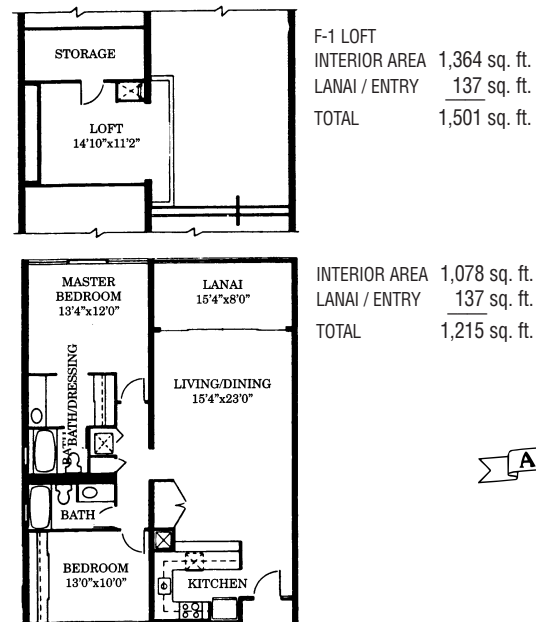 STORAGE
LOFT
14'10"x11'2"
F-1 LOFT
INTERIOR AREA 1,364 sq. ft.
LANAI / ENTRY 137 sq. ft.
TOTAL 1,501 sq. ft.
MASTER
BEDROOM
13'4"x12'0"
LANAI
15'4"x8'0"
INTERIOR AREA 1,078 sq. ft.
LANAI / ENTRY 137 sq. ft.
TOTAL 1,215 sq. ft.
BATH/DRESSING
LIVING/DINING
15'4"x23'0"
A
BATH
BEDROOM
13'0"x10'0"
KITCHEN